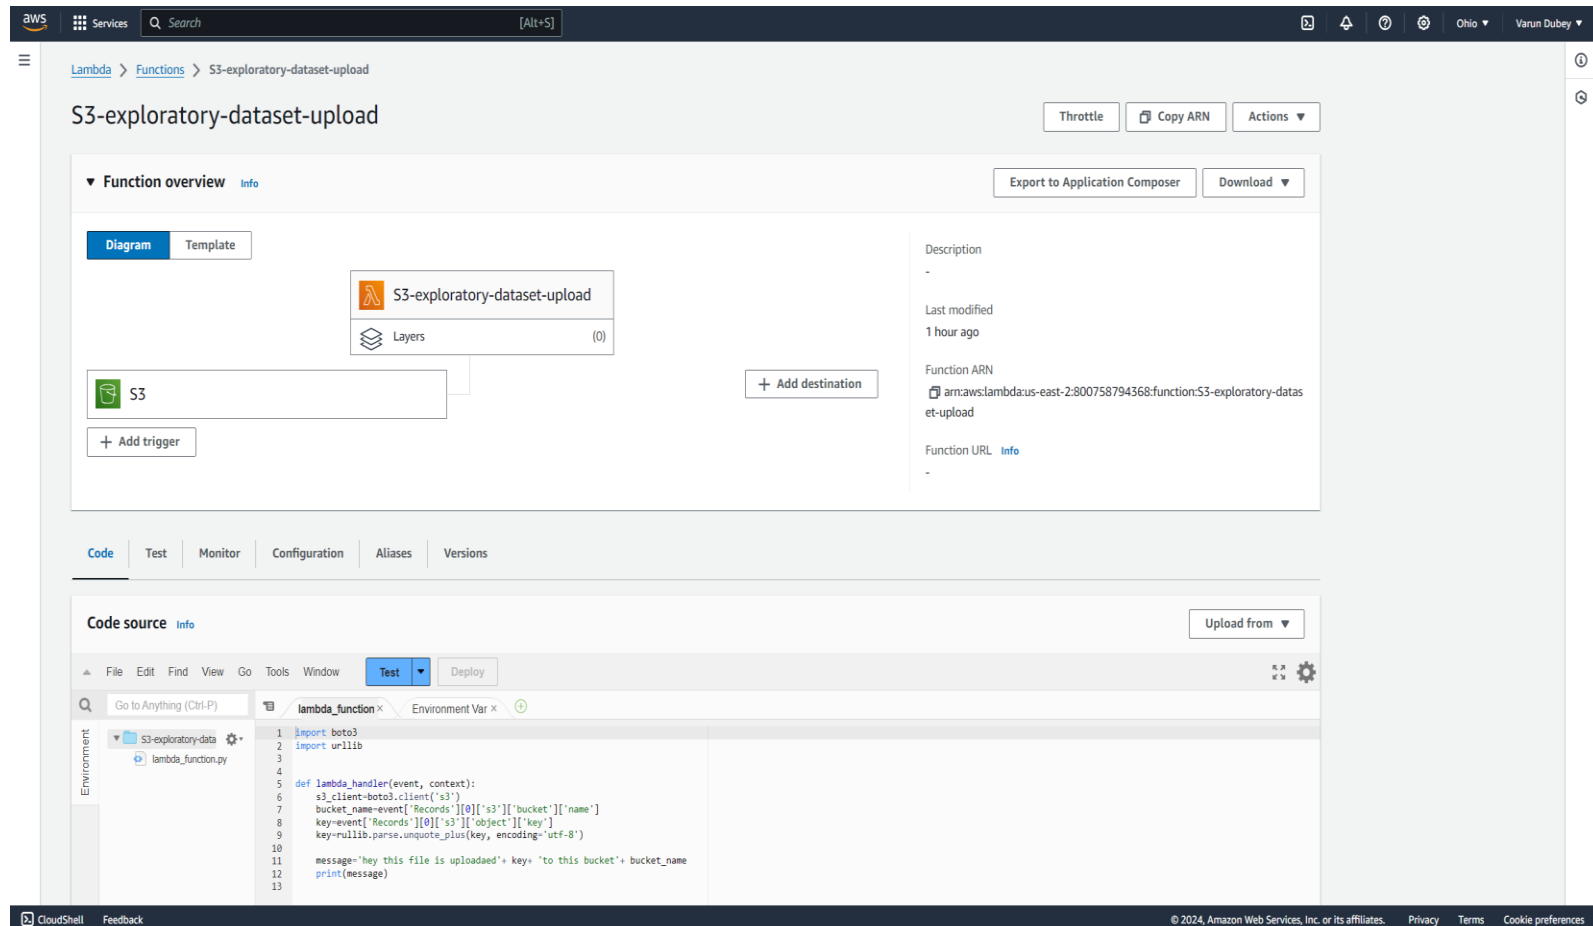 aws Services Search [Alt+S] Ohio ▼ Varun Dubey ▼
Lambda > Functions > S3-exploratory-dataset-upload
S3-exploratory-dataset-upload
Throttle Copy ARN Actions ▼
▼ Function overview Info
Export to Application Composer Download ▼
Diagram Template
S3-exploratory-dataset-upload
Layers (0)
S3
+ Add trigger
+ Add destination
Description
-
Last modified
1 hour ago
Function ARN
arn:aws:lambda:us-east-2:800758794368:function:S3-exploratory-datas
et-upload
Function URL Info
-
Code Test Monitor Configuration Aliases Versions
Code source Info
Upload from ▼
File Edit Find View Go Tools Window Test Deploy
Go to Anything (Ctrl-P)
lambda_function × Environment Var ×
Environment
S3-exploratory-data
lambda_function.py
1 import boto3
2 import urllib
3
4
5 def lambda_handler(event, context):
6 s3_client=boto3.client('s3')
7 bucket_name=event['Records'][0]['s3']['bucket']['name']
8 key=event['Records'][0]['s3']['object']['key']
9 key=rullib.parse.unquote_plus(key, encoding='utf-8')
10
11 message='hey this file is uploadaed'+ key+ 'to this bucket'+ bucket_name
12 print(message)
13
CloudShell Feedback © 2024, Amazon Web Services, Inc. or its affiliates. Privacy Terms Cookie preferences